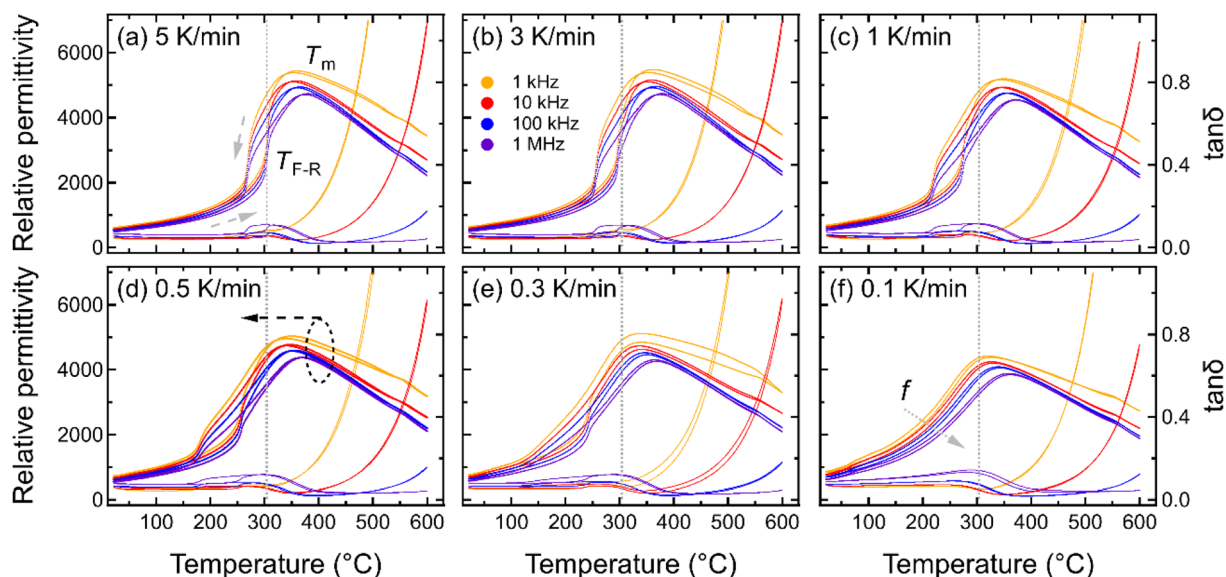 (a) 5 K/min
(b) 3 K/min
(c) 1 K/min
Relative permittivity
6000
4000
2000
0
T_m
T_F-R
1 kHz
10 kHz
100 kHz
1 MHz
0.8
0.4
0.0
tanδ
(d) 0.5 K/min
(e) 0.3 K/min
(f) 0.1 K/min
Relative permittivity
6000
4000
2000
0
f
0.8
0.4
0.0
tanδ
100 200 300 400 500 600
100 200 300 400 500 600
100 200 300 400 500 600
Temperature (°C)
Temperature (°C)
Temperature (°C)